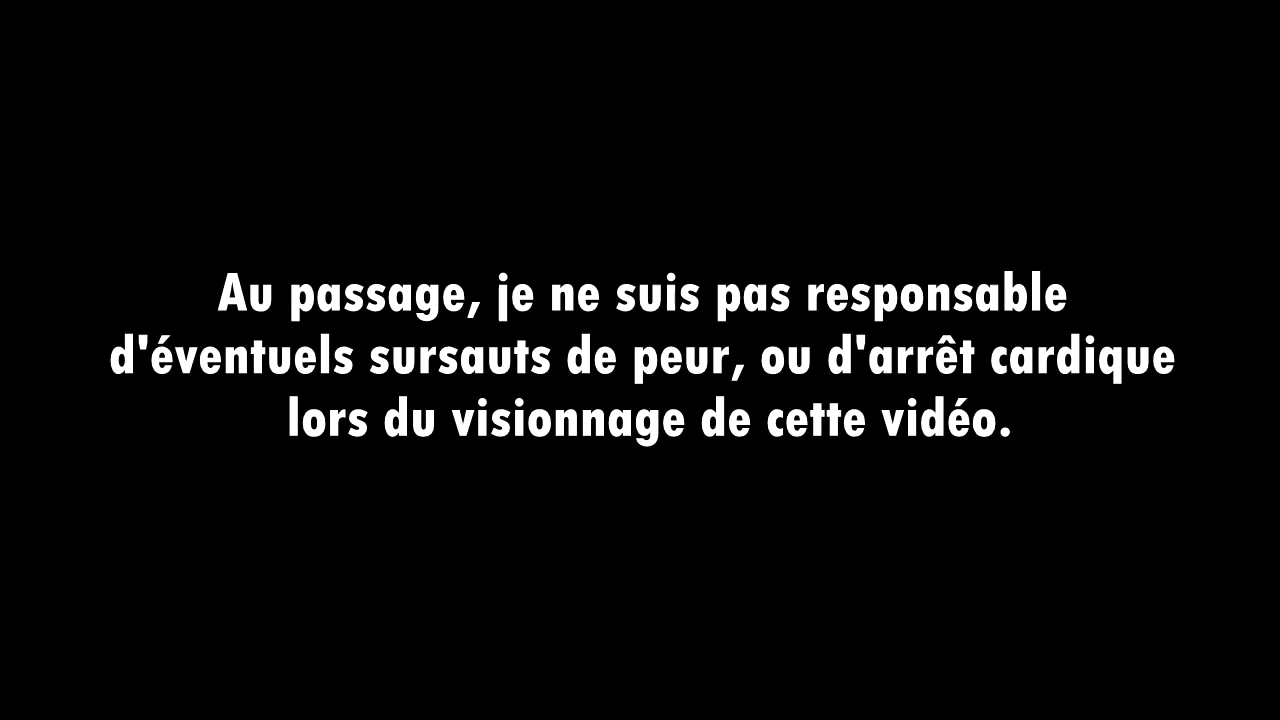 Au passage, je ne suis pas responsable
d'éventuels sursauts de peur, ou d'arrêt cardique
lors du visionnage de cette vidéo.